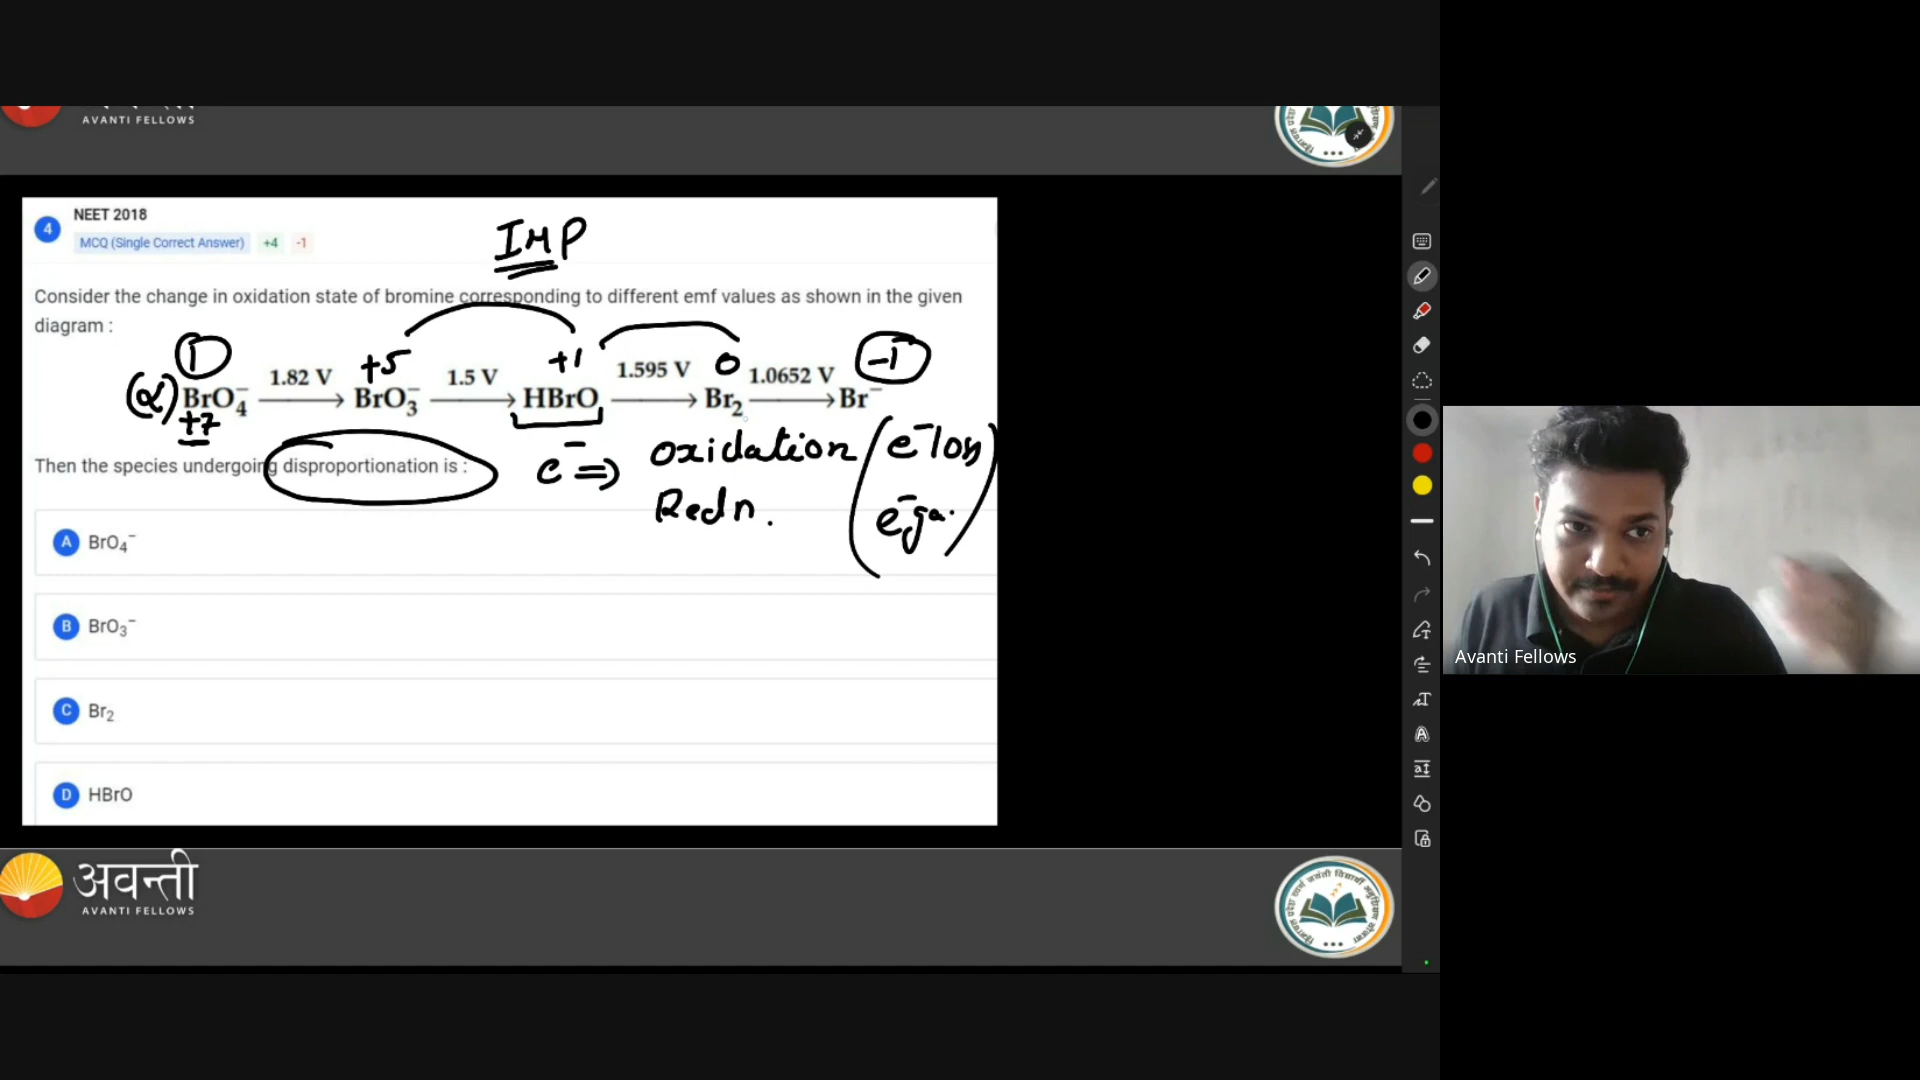 AVANTI FELLOWS
4
NEET 2018
MCQ (Single Correct Answer) +4 -1
IMP
Consider the change in oxidation state of bromine corresponding to different emf values as shown in the given
diagram :
1 +5 +1 0 -1
(α) BrO₄⁻ 1.82 V → BrO₃⁻ 1.5 V → HBrO 1.595 V → Br₂ 1.0652 V → Br⁻
+7
Then the species undergoing disproportionation is :
e⁻ ⇒ oxidation (e⁻ loss)
Redn. e⁻ ga.
A BrO₄⁻
B BrO₃⁻
C Br₂
D HBrO
अवन्ती
AVANTI FELLOWS
Avanti Fellows